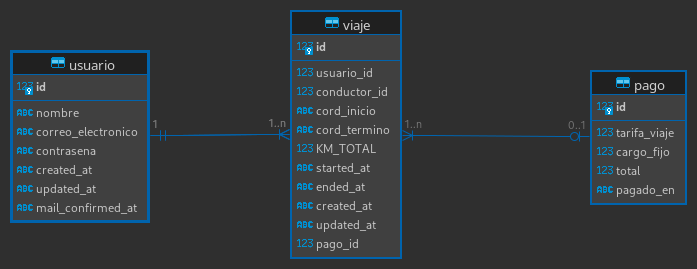 usuario
123 id
ABC nombre
ABC correo_electronico
ABC contrasena
ABC created_at
ABC updated_at
ABC mail_confirmed_at
1
1..n
viaje
123 id
123 usuario_id
123 conductor_id
ABC cord_inicio
ABC cord_termino
123 KM_TOTAL
ABC started_at
ABC ended_at
ABC created_at
ABC updated_at
123 pago_id
1..n
0..1
pago
123 id
123 tarifa_viaje
123 cargo_fijo
123 total
ABC pagado_en